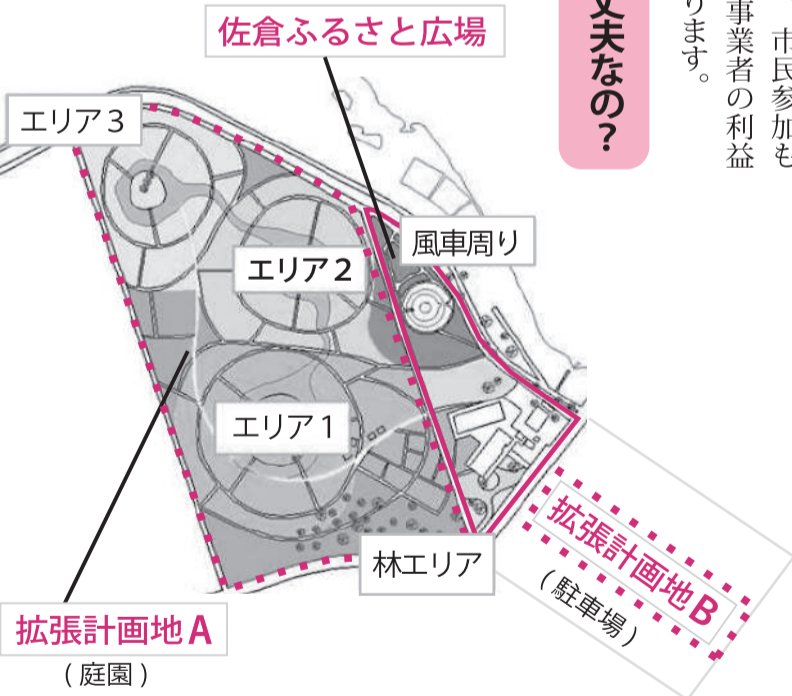 市民参加も
事業者の利益
ります。
丈夫なの？
佐倉ふるさと広場
エリア３
風車周り
エリア２
エリア１
林エリア
拡張計画地A
（庭園）
拡張計画地B
（駐車場）